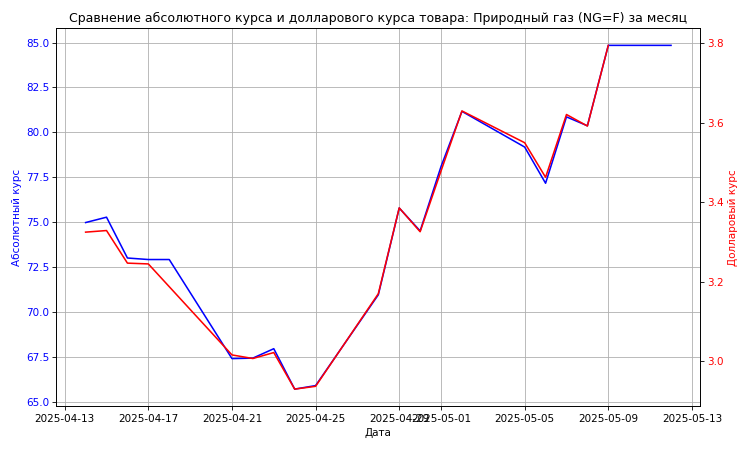 Сравнение абсолютного курса и долларового курса товара: Природный газ (NG=F) за месяц
85.0
82.5
80.0
77.5
75.0
72.5
70.0
67.5
65.0
Абсолютный курс
3.8
3.6
3.4
3.2
3.0
Долларовый курс
2025-04-13 2025-04-17 2025-04-21 2025-04-25 2025-04-29 2025-05-01 2025-05-05 2025-05-09 2025-05-13
Дата